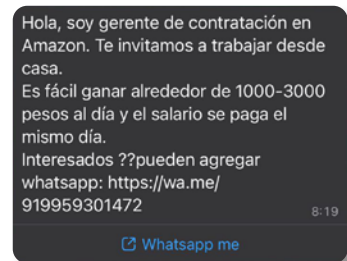 Hola, soy gerente de contratación en
Amazon. Te invitamos a trabajar desde
casa.
Es fácil ganar alrededor de 1000-3000
pesos al día y el salario se paga el
mismo día.
Interesados ??pueden agregar
whatsapp: https://wa.me/
919959301472
8:19
Whatsapp me